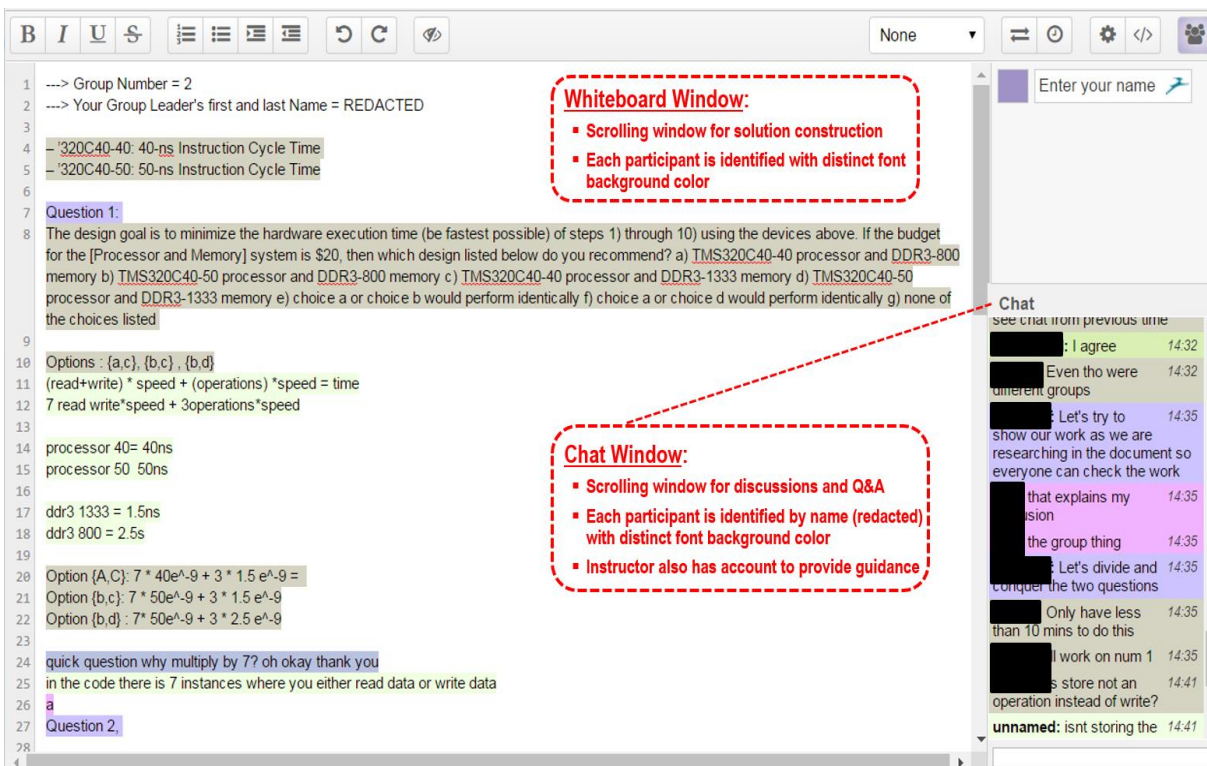 B I U S
None
1 ---> Group Number = 2
2 ---> Your Group Leader's first and last Name = REDACTED
3
4 – '320C40-40: 40-ns Instruction Cycle Time
5 – '320C40-50: 50-ns Instruction Cycle Time
6
7 Question 1:
8 The design goal is to minimize the hardware execution time (be fastest possible) of steps 1) through 10) using the devices above. If the budget
for the [Processor and Memory] system is $20, then which design listed below do you recommend? a) TMS320C40-40 processor and DDR3-800
memory b) TMS320C40-50 processor and DDR3-800 memory c) TMS320C40-40 processor and DDR3-1333 memory d) TMS320C40-50
processor and DDR3-1333 memory e) choice a or choice b would perform identically f) choice a or choice d would perform identically g) none of
the choices listed
9
10 Options : {a,c}, {b,c} , {b,d}
11 (read+write) * speed + (operations) *speed = time
12 7 read write*speed + 3operations*speed
13
14 processor 40= 40ns
15 processor 50 50ns
16
17 ddr3 1333 = 1.5ns
18 ddr3 800 = 2.5s
19
20 Option {A,C}: 7 * 40e^-9 + 3 * 1.5 e^-9 =
21 Option {b,c}: 7 * 50e^-9 + 3 * 1.5 e^-9
22 Option {b,d} : 7* 50e^-9 + 3 * 2.5 e^-9
23
24 quick question why multiply by 7? oh okay thank you
25 in the code there is 7 instances where you either read data or write data
26 a
27 Question 2,
28
Whiteboard Window:
▪ Scrolling window for solution construction
▪ Each participant is identified with distinct font
background color
Chat Window:
▪ Scrolling window for discussions and Q&A
▪ Each participant is identified by name (redacted)
with distinct font background color
▪ Instructor also has account to provide guidance
Enter your name
Chat
see chat from previous time
: I agree 14:32
Even tho were 14:32
different groups
: Let's try to 14:35
show our work as we are
researching in the document so
everyone can check the work
that explains my 14:35
usion
the group thing 14:35
: Let's divide and 14:35
conquer the two questions
Only have less 14:35
than 10 mins to do this
ll work on num 1 14:35
s store not an 14:41
operation instead of write?
unnamed: isnt storing the 14:41